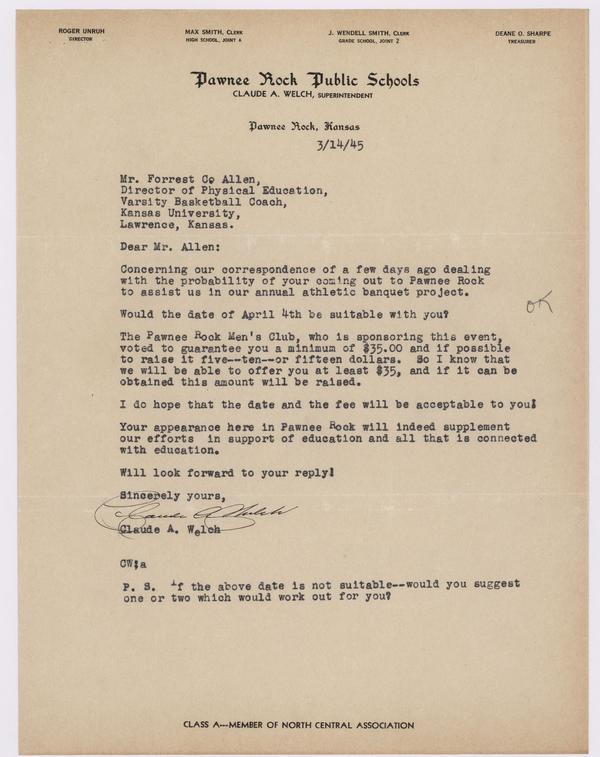 ROGER UNRUH MAX SMITH, CLERK J. WENDELL SMITH, CLERK DEANE O. SHARPE
DIRECTOR HIGH SCHOOL, JOINT 4 GRADE SCHOOL, JOINT 2 TREASURER
Pawnee Rock Public Schools
CLAUDE A. WELCH, SUPERINTENDENT
Pawnee Rock, Kansas
3/14/45
Mr. Forrest C. Allen,
Director of Physical Education,
Varsity Basketball Coach,
Kansas University,
Lawrence, Kansas.
Dear Mr. Allen:
Concerning our correspondence of a few days ago dealing
with the probability of your coming out to Pawnee Rock
to assist us in our annual athletic banquet project.
OK
Would the date of April 4th be suitable with you?
The Pawnee Rock Men's Club, who is sponsoring this event,
voted to guarantee you a minimum of $35.00 and if possible
to raise it five--ten--or fifteen dollars. So I know that
we will be able to offer you at least $35, and if it can be
obtained this amount will be raised.
I do hope that the date and the fee will be acceptable to you!
Your appearance here in Pawnee Rock will indeed supplement
our efforts in support of education and all that is connected
with education.
Will look forward to your reply!
Sincerely yours,
Claude A. Welch
Claude A. Welch
CW:a
P. S. If the above date is not suitable--would you suggest
one or two which would work out for you?
CLASS A---MEMBER OF NORTH CENTRAL ASSOCIATION